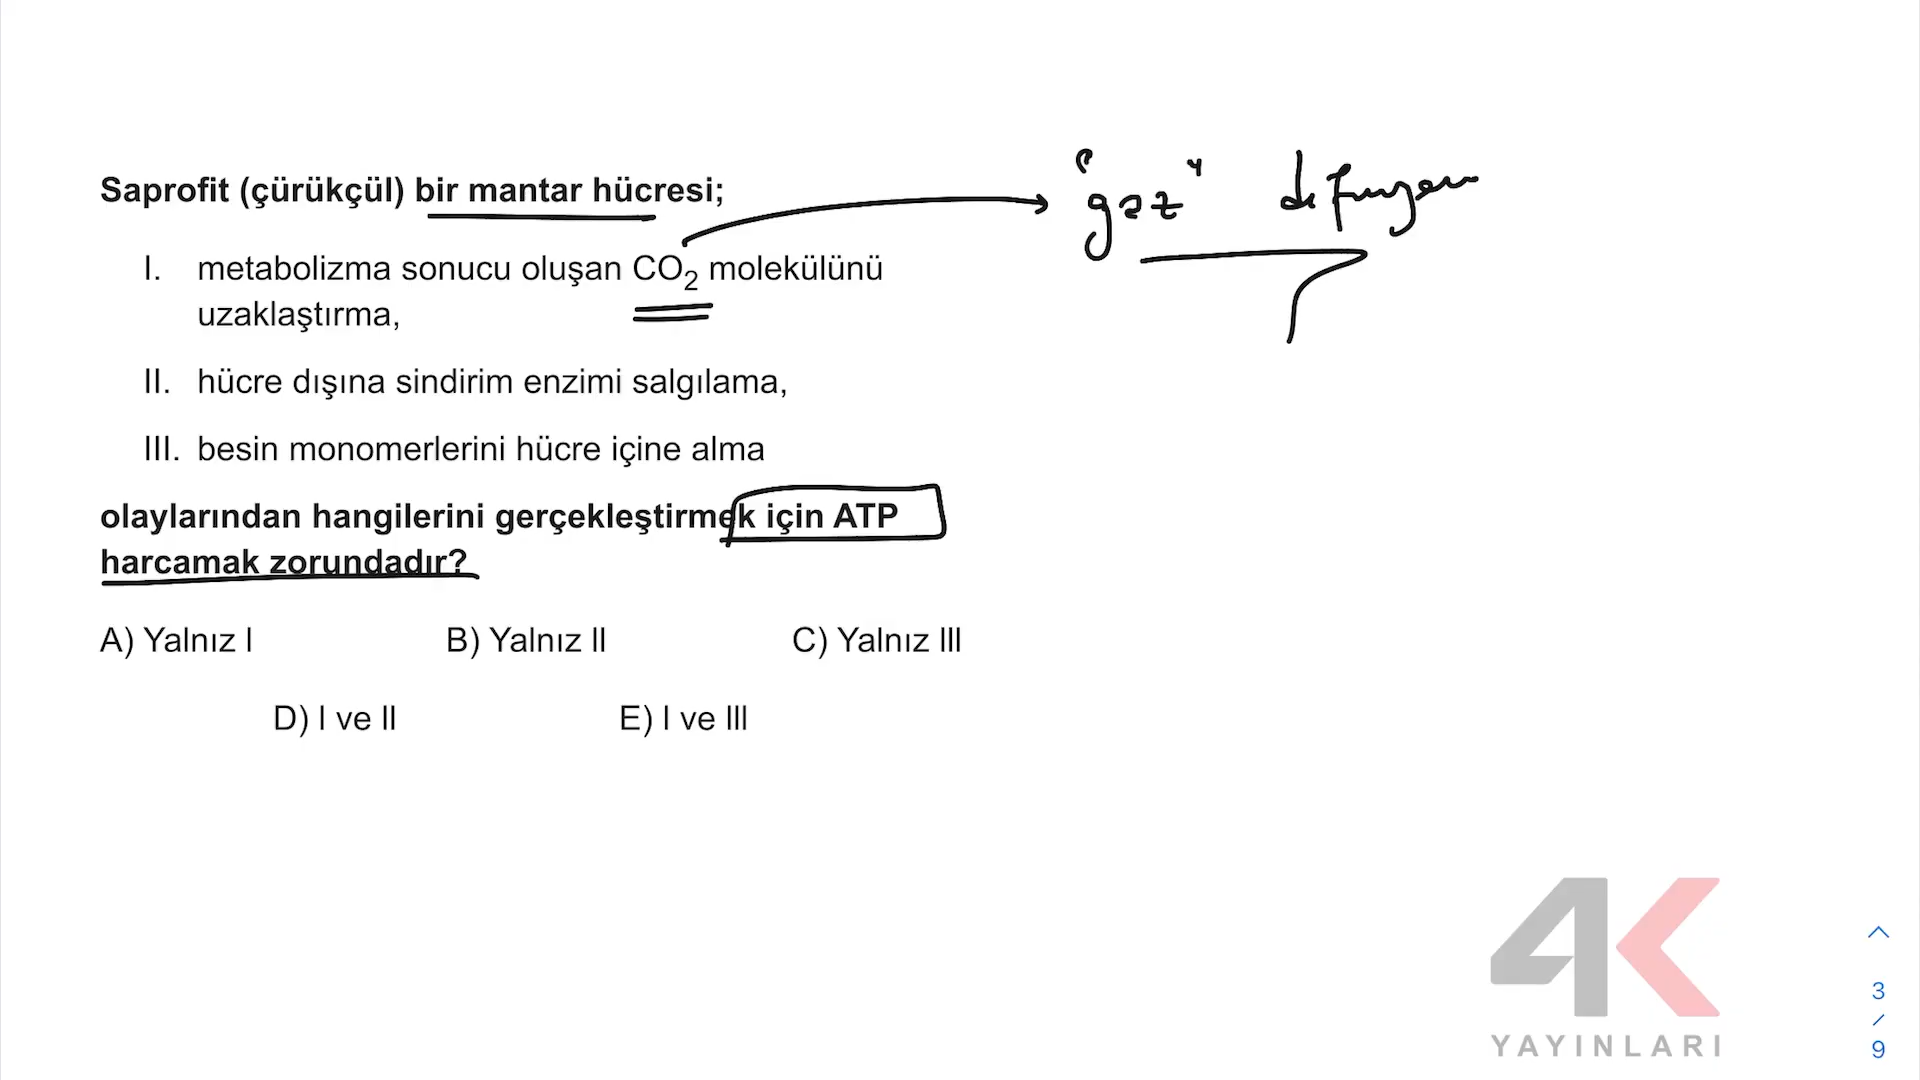 Saprofit (çürükçül) bir mantar hücresi;
"gaz" difüzyon
I. metabolizma sonucu oluşan CO₂ molekülünü
uzaklaştırma,
II. hücre dışına sindirim enzimi salgılama,
III. besin monomerlerini hücre içine alma
olaylarından hangilerini gerçekleştirmek için ATP
harcamak zorundadır?
A) Yalnız I B) Yalnız II C) Yalnız III
D) I ve II E) I ve III
4K
YAYINLARI
3
/
9